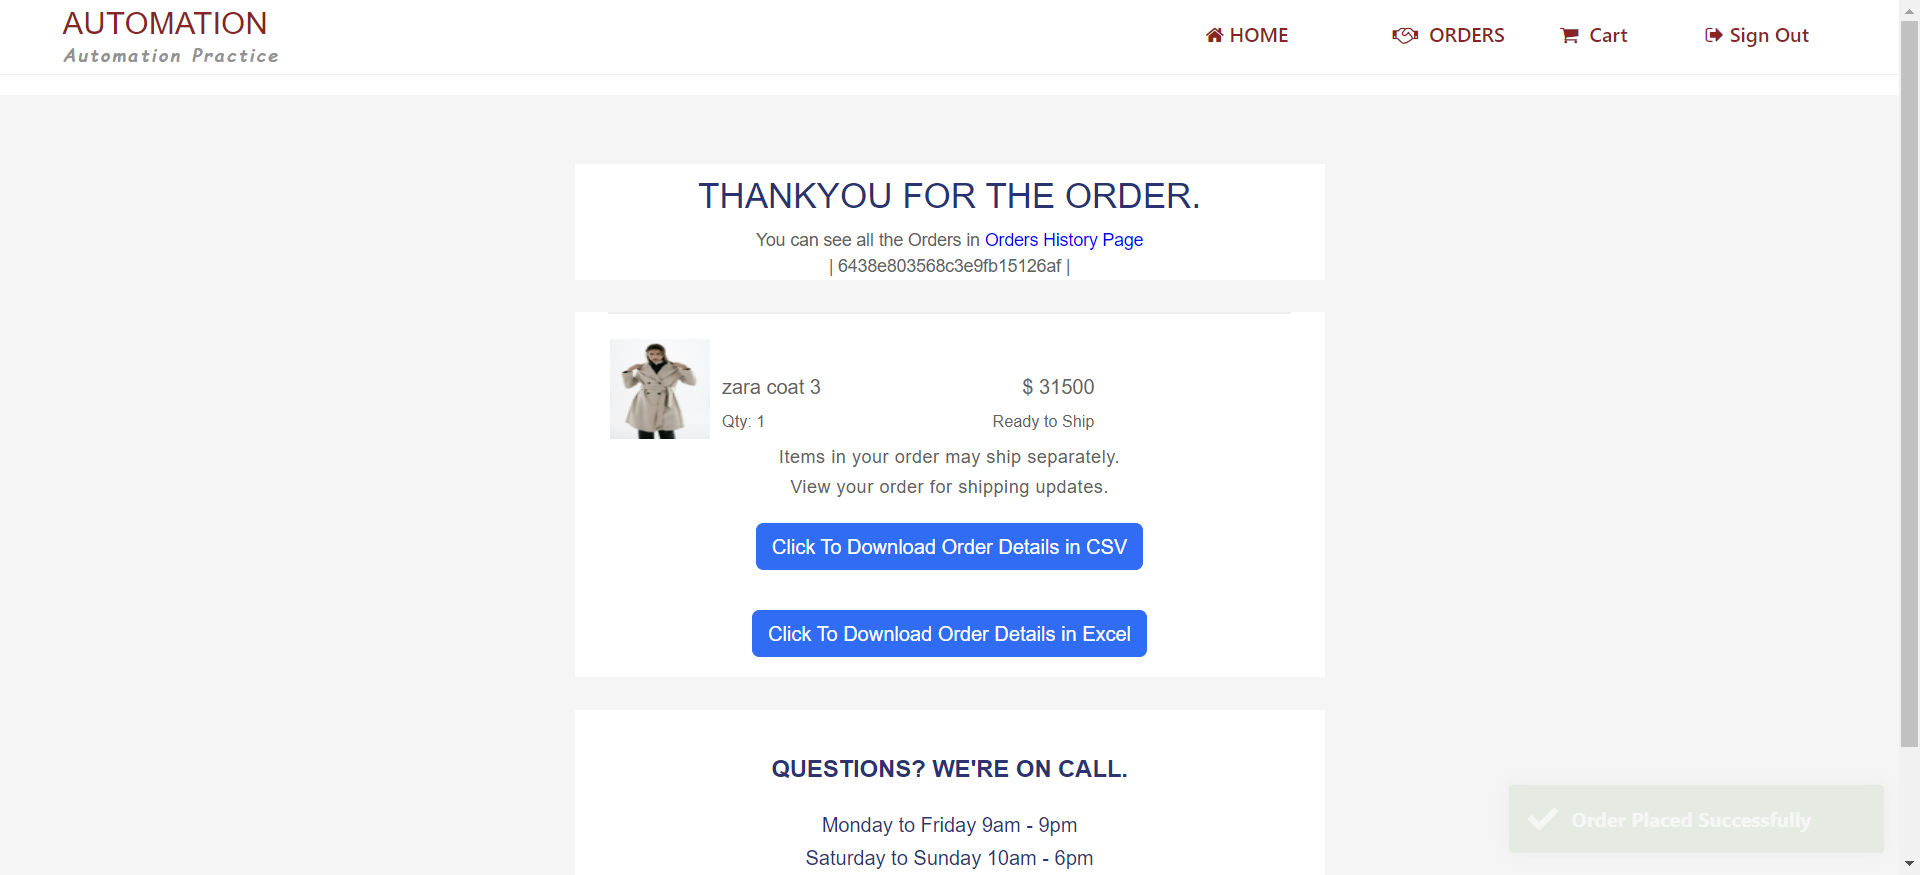 AUTOMATION
Automation Practice
HOME
ORDERS
Cart
Sign Out
THANKYOU FOR THE ORDER.
You can see all the Orders in Orders History Page
| 6438e803568c3e9fb15126af |
zara coat 3
$ 31500
Qty: 1
Ready to Ship
Items in your order may ship separately.
View your order for shipping updates.
Click To Download Order Details in CSV
Click To Download Order Details in Excel
QUESTIONS? WE'RE ON CALL.
Monday to Friday 9am - 9pm
Saturday to Sunday 10am - 6pm
Order Placed Successfully